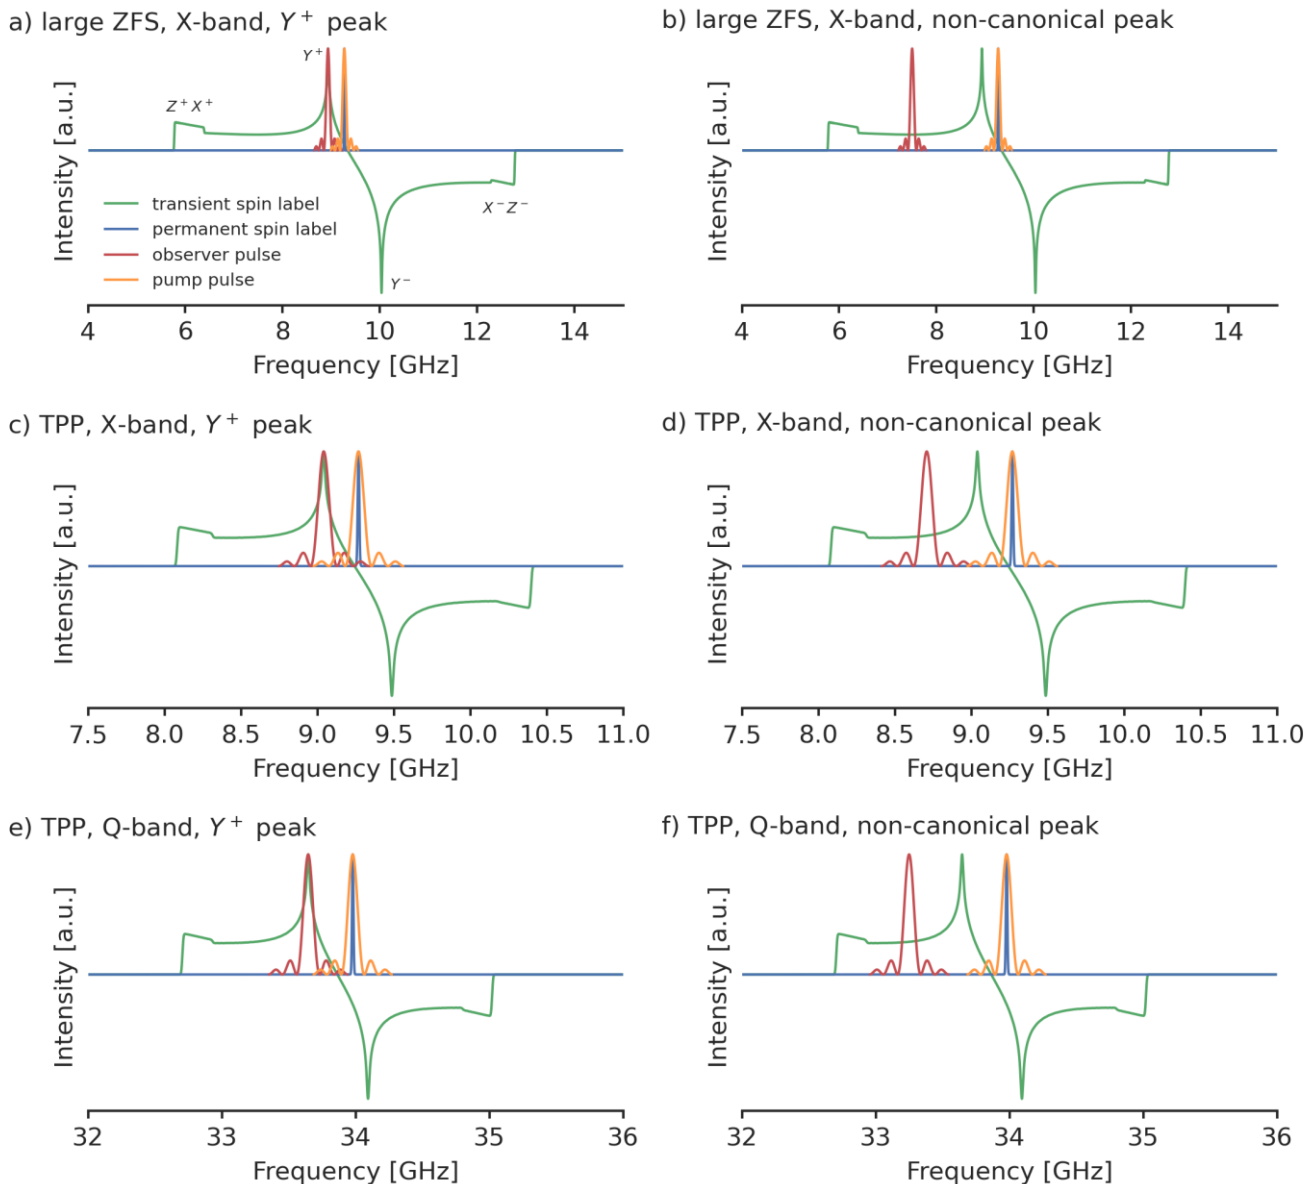 a) large ZFS, X-band, Y⁺ peak
Intensity [a.u.]
Z⁺X⁺
Y⁺
X⁻Z⁻
Y⁻
transient spin label
permanent spin label
observer pulse
pump pulse
4 6 8 10 12 14
Frequency [GHz]
b) large ZFS, X-band, non-canonical peak
Intensity [a.u.]
4 6 8 10 12 14
Frequency [GHz]
c) TPP, X-band, Y⁺ peak
Intensity [a.u.]
7.5 8.0 8.5 9.0 9.5 10.0 10.5 11.0
Frequency [GHz]
d) TPP, X-band, non-canonical peak
Intensity [a.u.]
7.5 8.0 8.5 9.0 9.5 10.0 10.5 11.0
Frequency [GHz]
e) TPP, Q-band, Y⁺ peak
Intensity [a.u.]
32 33 34 35 36
Frequency [GHz]
f) TPP, Q-band, non-canonical peak
Intensity [a.u.]
32 33 34 35 36
Frequency [GHz]